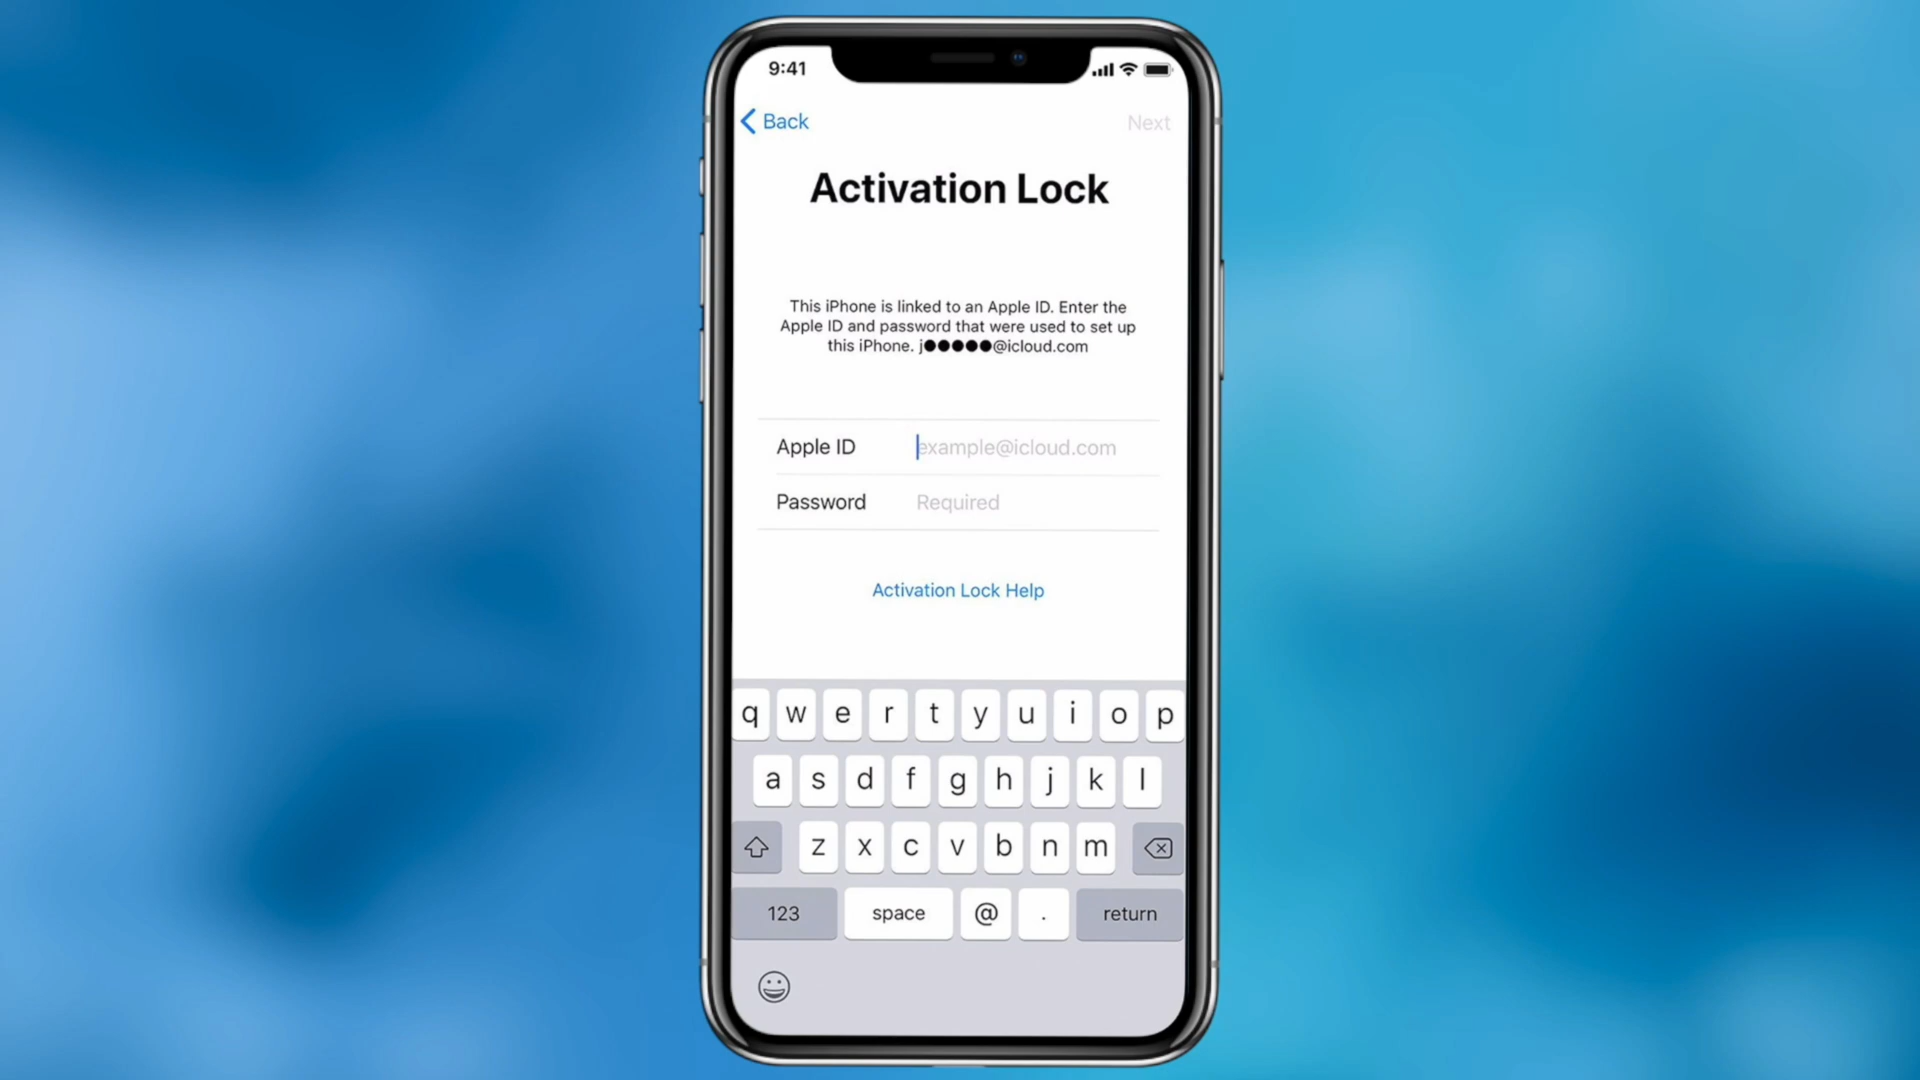 9:41
Back
Next
Activation Lock
This iPhone is linked to an Apple ID. Enter the
Apple ID and password that were used to set up
this iPhone. j●●●●●@icloud.com
Apple ID example@icloud.com
Password Required
Activation Lock Help
q w e r t y u i o p
a s d f g h j k l
z x c v b n m
123 space @ . return